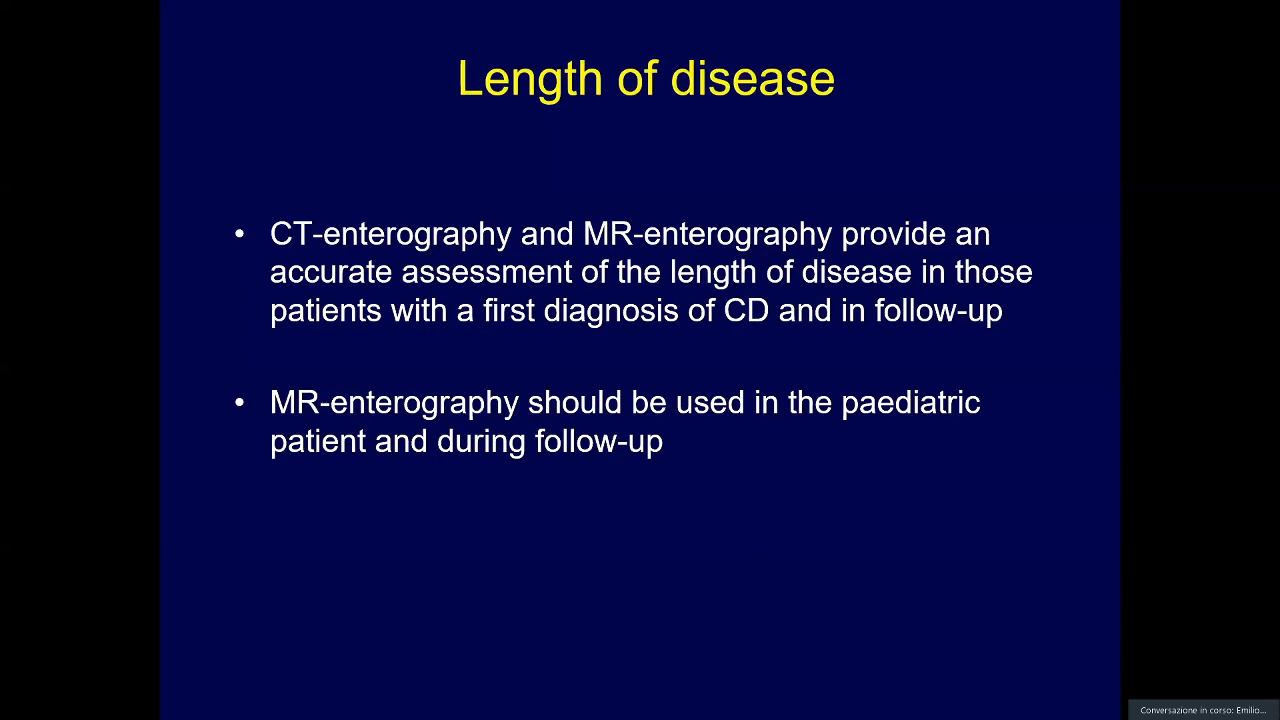 Length of disease
• CT-enterography and MR-enterography provide an
accurate assessment of the length of disease in those
patients with a first diagnosis of CD and in follow-up
• MR-enterography should be used in the paediatric
patient and during follow-up
Conversazione in corso: Emilio...